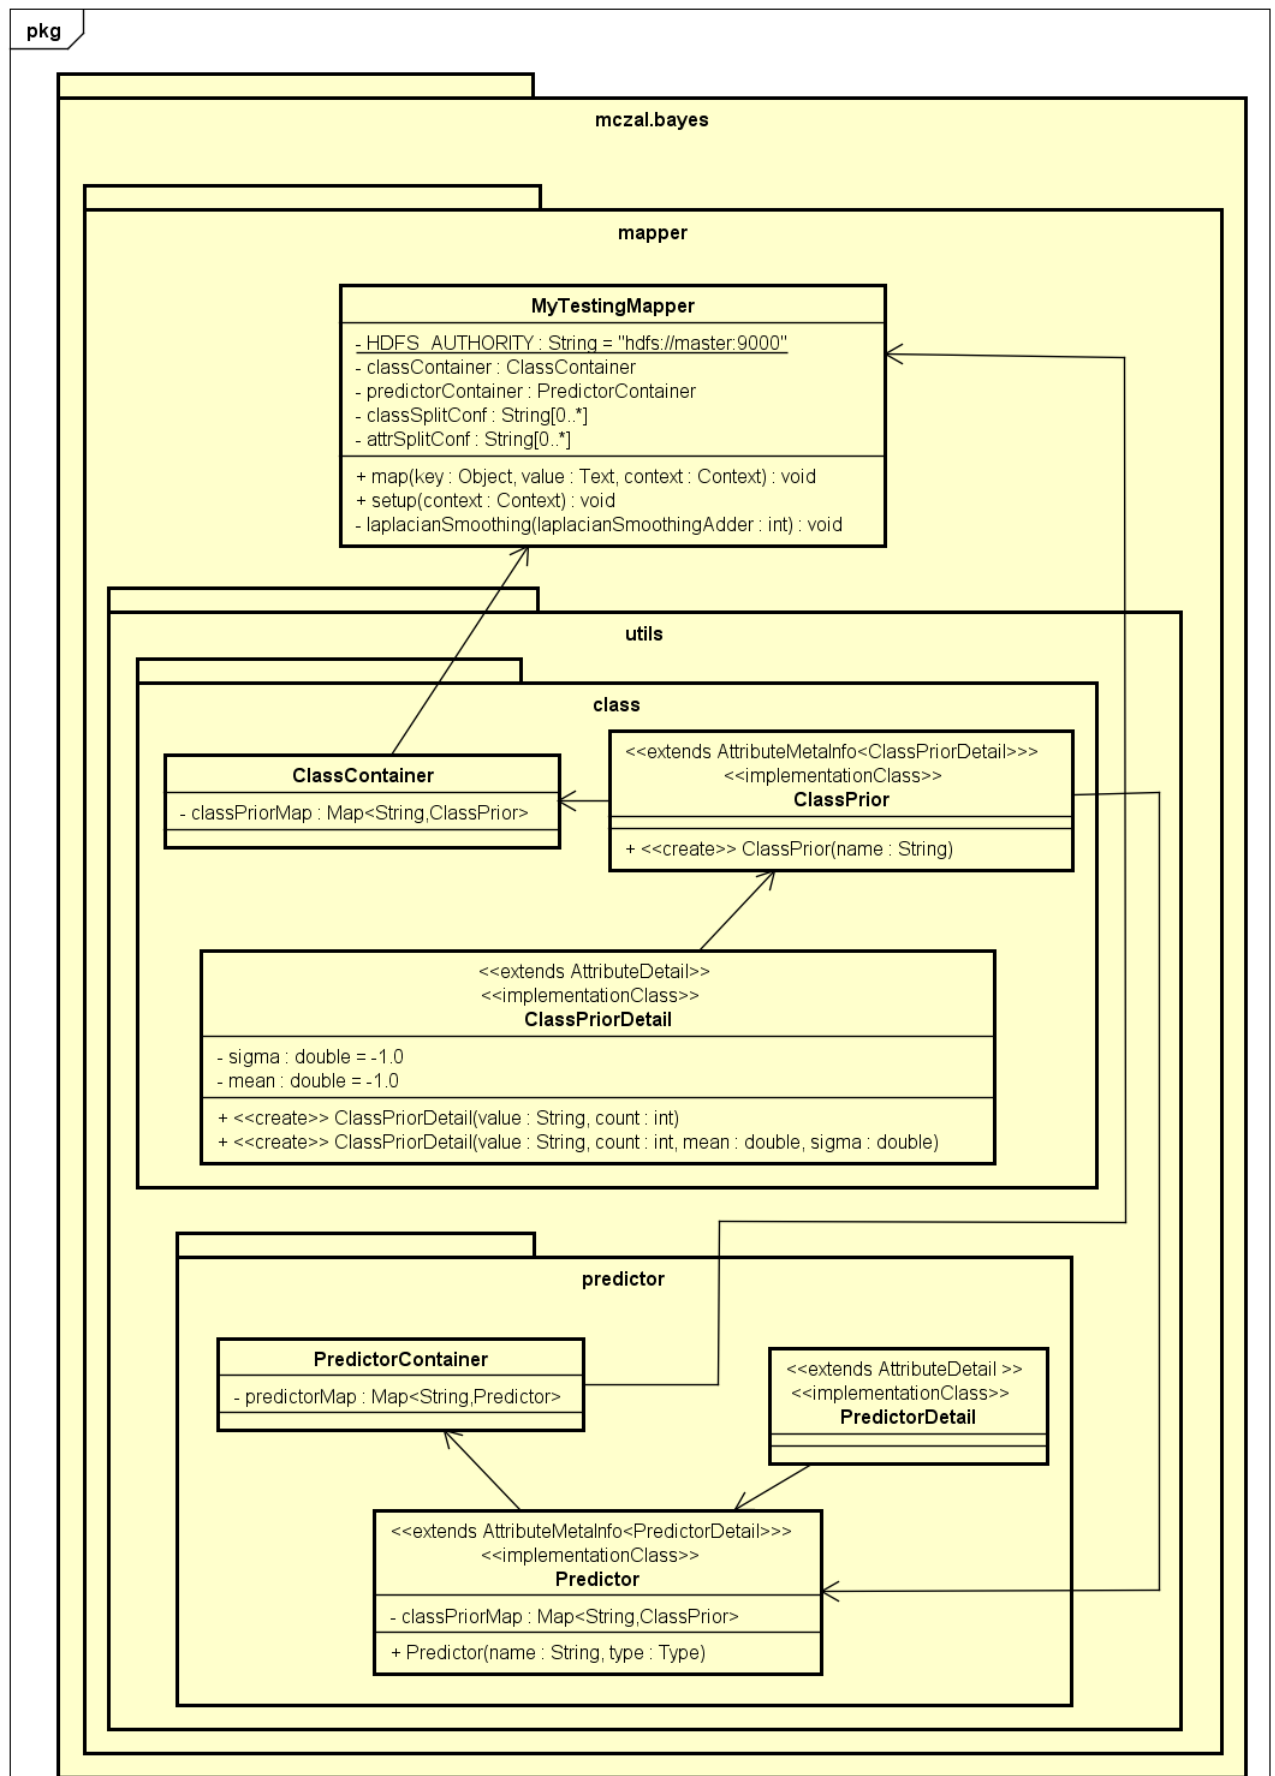 pkg
mczal.bayes
mapper
MyTestingMapper
- HDFS_AUTHORITY : String = "hdfs://master:9000"
- classContainer : ClassContainer
- predictorContainer : PredictorContainer
- classSplitConf : String[0..*]
- attrSplitConf : String[0..*]
+ map(key : Object, value : Text, context : Context) : void
+ setup(context : Context) : void
- laplacianSmoothing(laplacianSmoothingAdder : int) : void
utils
class
ClassContainer
- classPriorMap : Map<String,ClassPrior>
<<extends AttributeMetaInfo<ClassPriorDetail>>>
<<implementationClass>>
ClassPrior
+ <<create>> ClassPrior(name : String)
<<extends AttributeDetail>>
<<implementationClass>>
ClassPriorDetail
- sigma : double = -1.0
- mean : double = -1.0
+ <<create>> ClassPriorDetail(value : String, count : int)
+ <<create>> ClassPriorDetail(value : String, count : int, mean : double, sigma : double)
predictor
PredictorContainer
- predictorMap : Map<String,Predictor>
<<extends AttributeDetail >>
<<implementationClass>>
PredictorDetail
<<extends AttributeMetaInfo<PredictorDetail>>>
<<implementationClass>>
Predictor
- classPriorMap : Map<String,ClassPrior>
+ Predictor(name : String, type : Type)